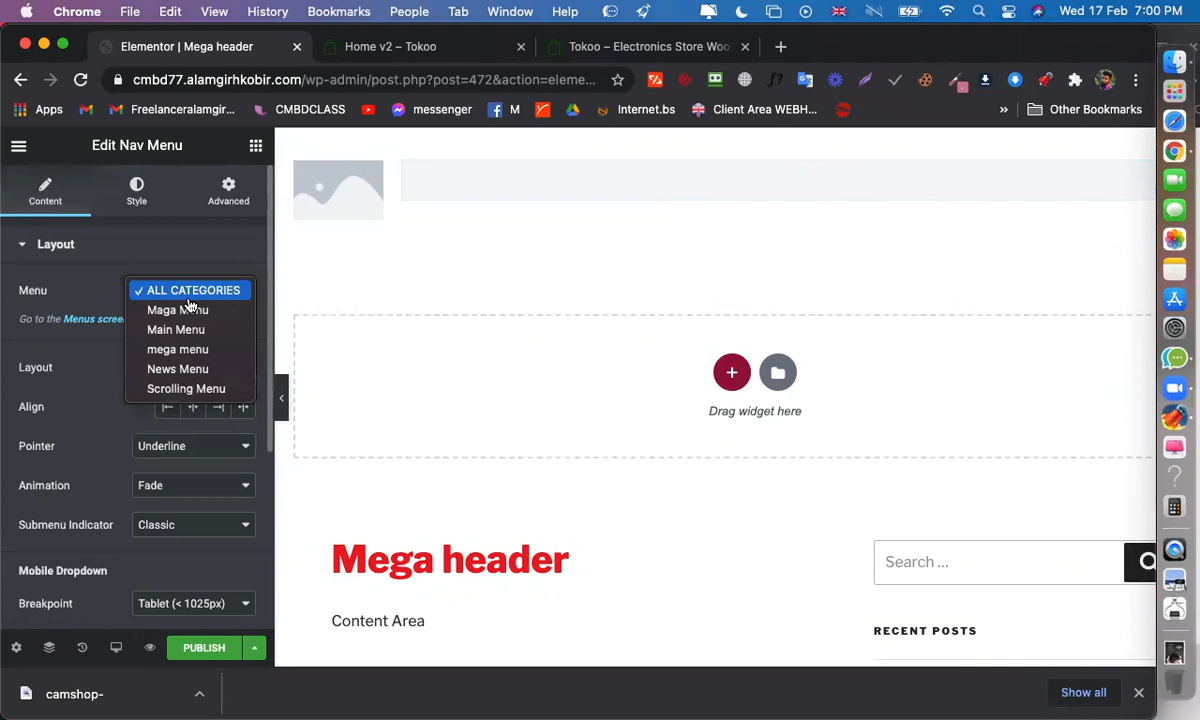 Chrome File Edit View History Bookmarks People Tab Window Help Wed 17 Feb 7:00 PM
Elementor | Mega header Home v2 – Tokoo Tokoo – Electronics Store Woo
cmbd77.alamgirhkobir.com/wp-admin/post.php?post=472&action=eleme...
Apps Freelanceralamgir... CMBDCLASS messenger M Internet.bs Client Area WEBH... » Other Bookmarks
Edit Nav Menu
Content Style Advanced
Layout
Menu
✓ ALL CATEGORIES
Maga Menu
Main Menu
mega menu
News Menu
Scrolling Menu
Go to the Menus screen
Layout
Align
Pointer Underline
Animation Fade
Submenu Indicator Classic
Mobile Dropdown
Breakpoint Tablet (< 1025px)
PUBLISH
Drag widget here
Mega header
Content Area
Search ...
RECENT POSTS
camshop-
Show all